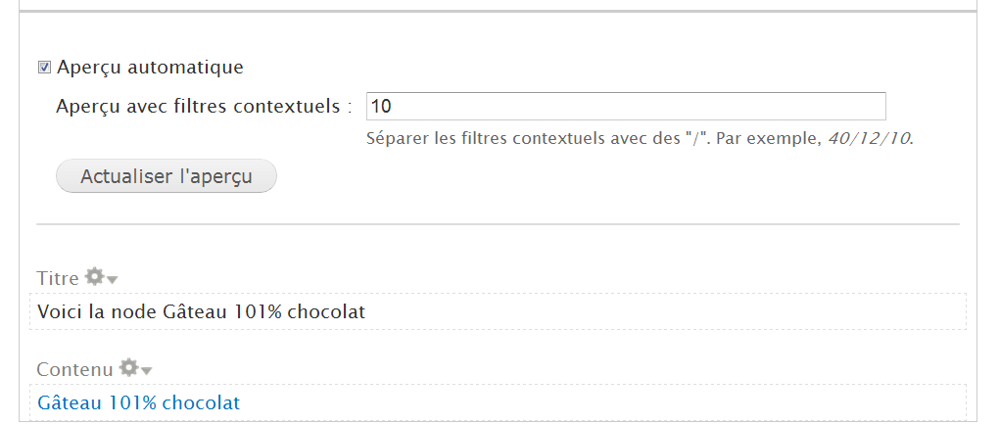 Aperçu automatique
Aperçu avec filtres contextuels :
10
Séparer les filtres contextuels avec des "/". Par exemple, 40/12/10.
Actualiser l'aperçu
Titre
Voici la node Gâteau 101% chocolat
Contenu
Gâteau 101% chocolat